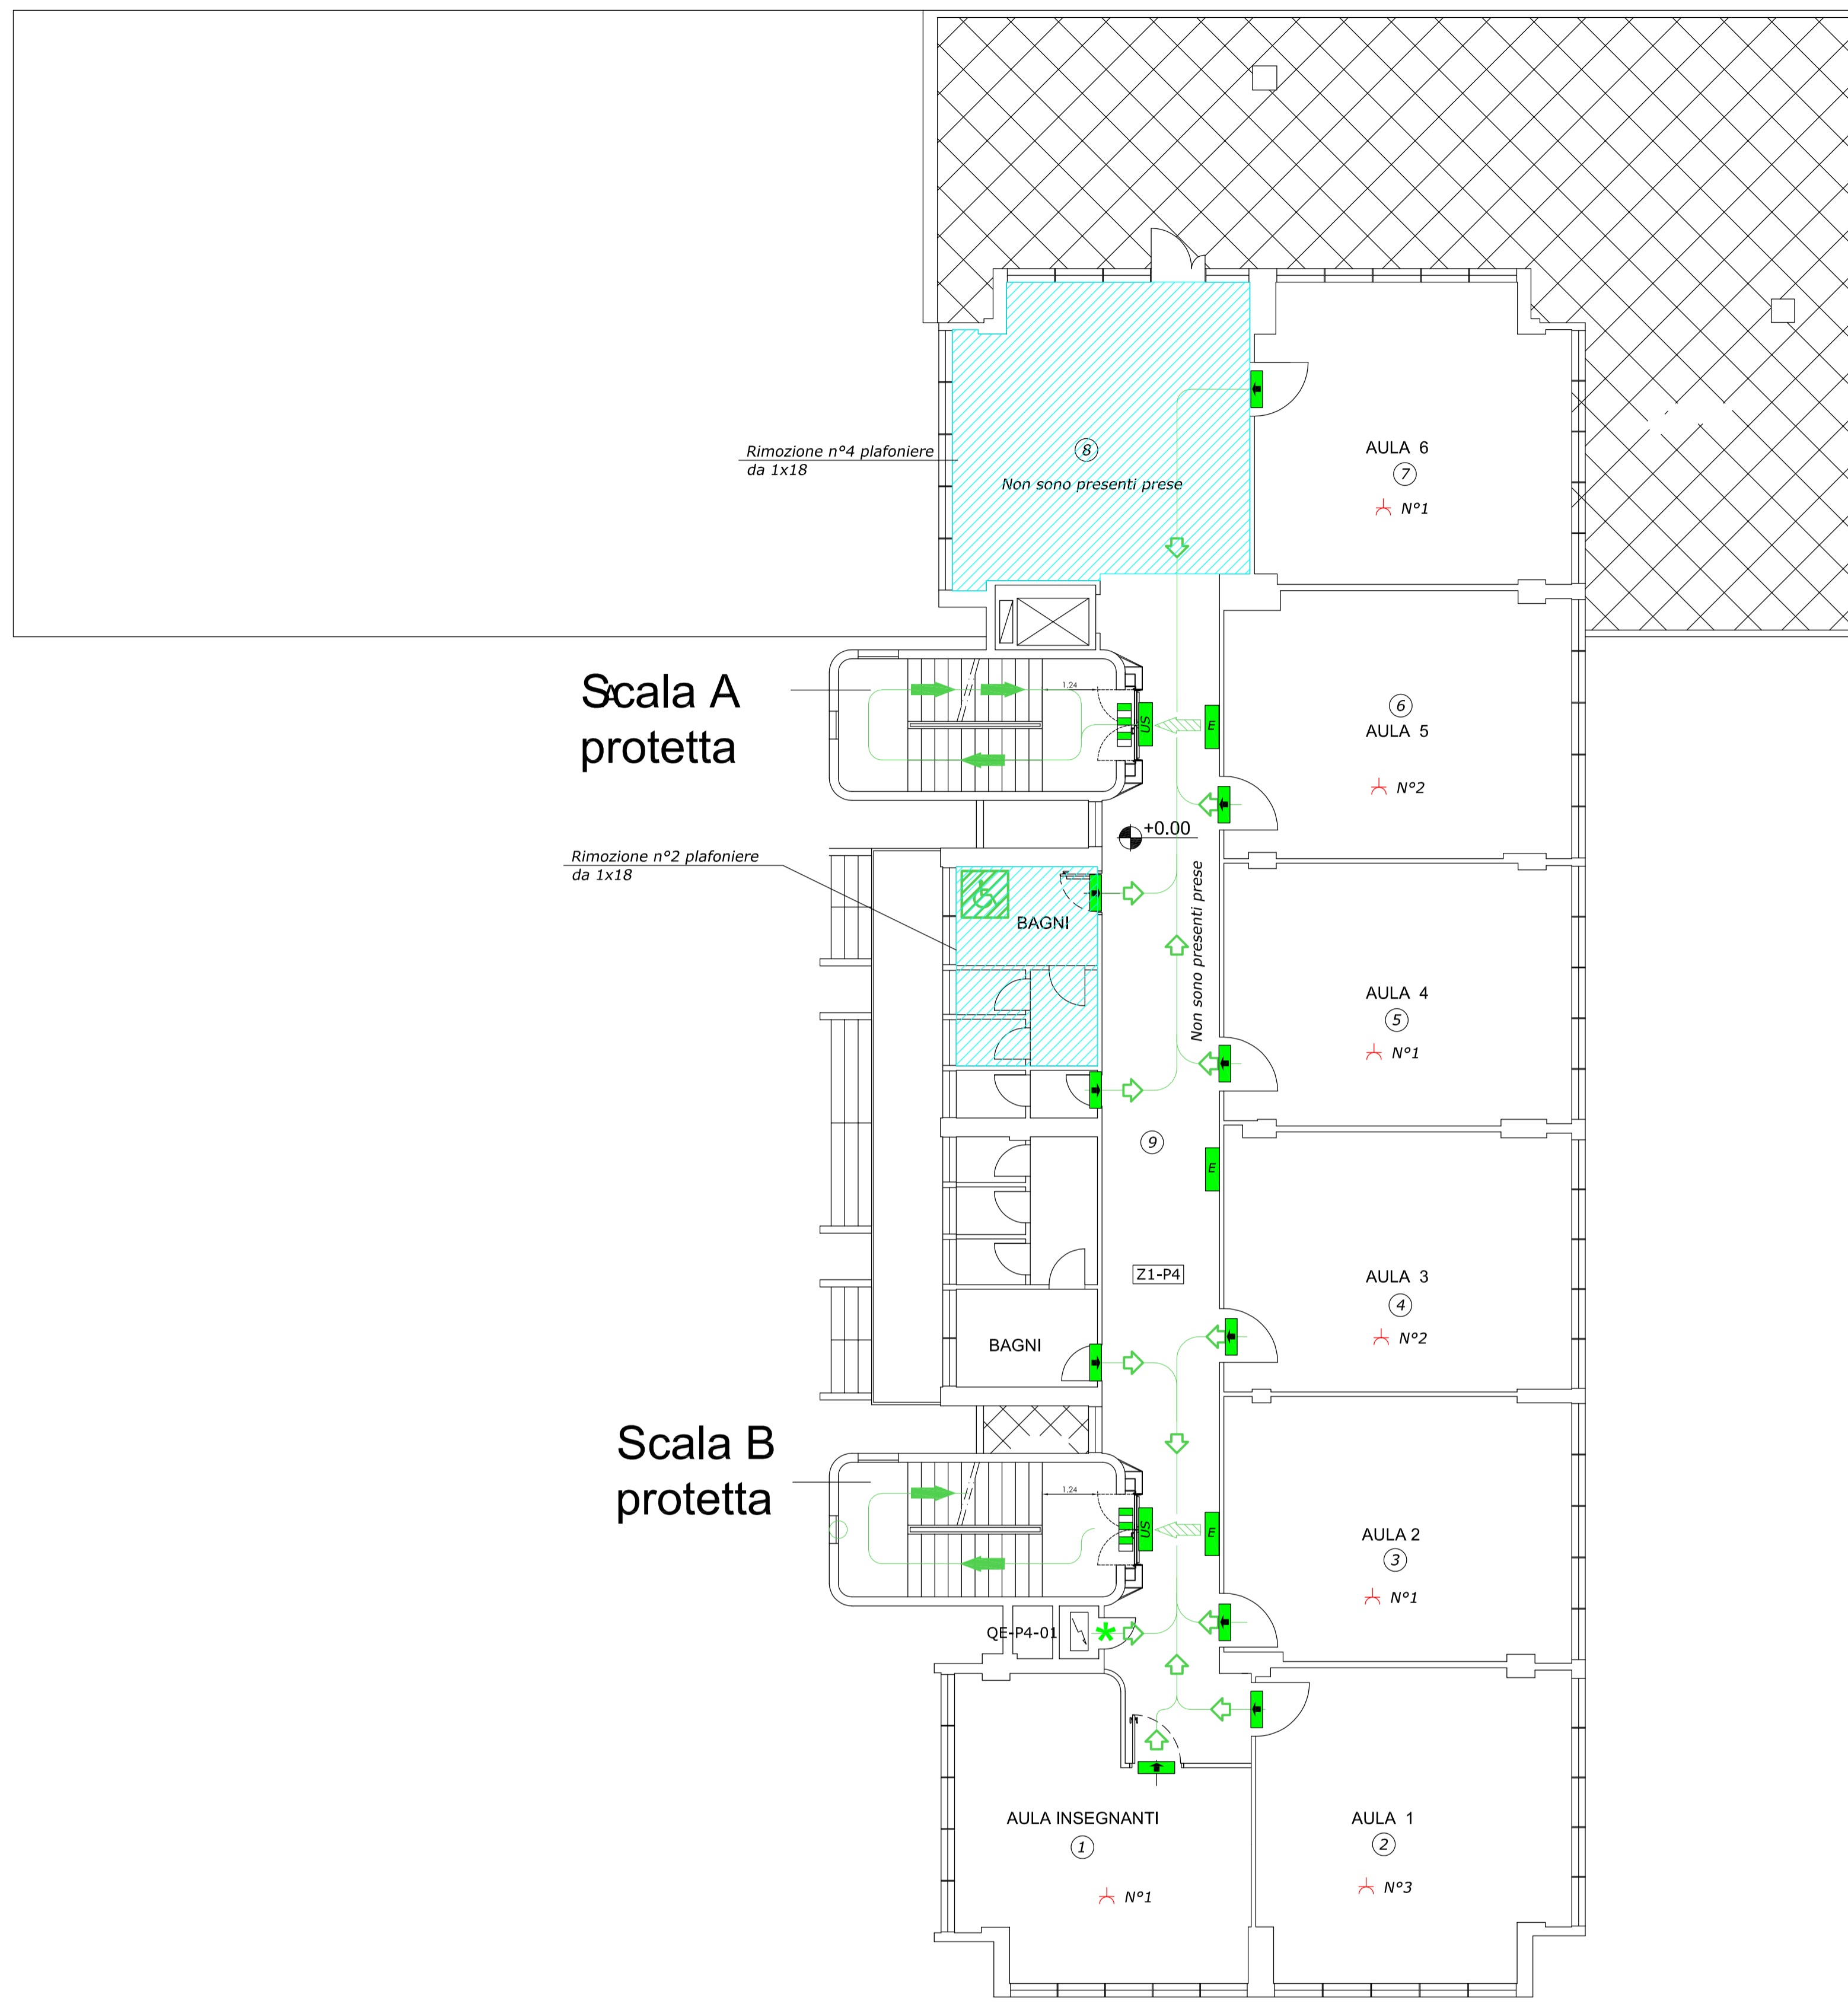 Rimozione n°4 plafoniere
da 1x18
8
Non sono presenti prese
AULA 6
7
N°1
Scala A
A
protetta
1,24
US
E
6
AULA 5
N°2
+0.00
Rimozione n°2 plafoniere
da 1x18
BAGNI
Non sono presenti prese
AULA 4
5
N°1
9
E
Z1-P4
AULA 3
4
N°2
BAGNI
Scala B
protetta
1,24
US
E
AULA 2
3
N°1
QE-P4-01
*
AULA INSEGNANTI
1
N°1
AULA 1
2
N°3